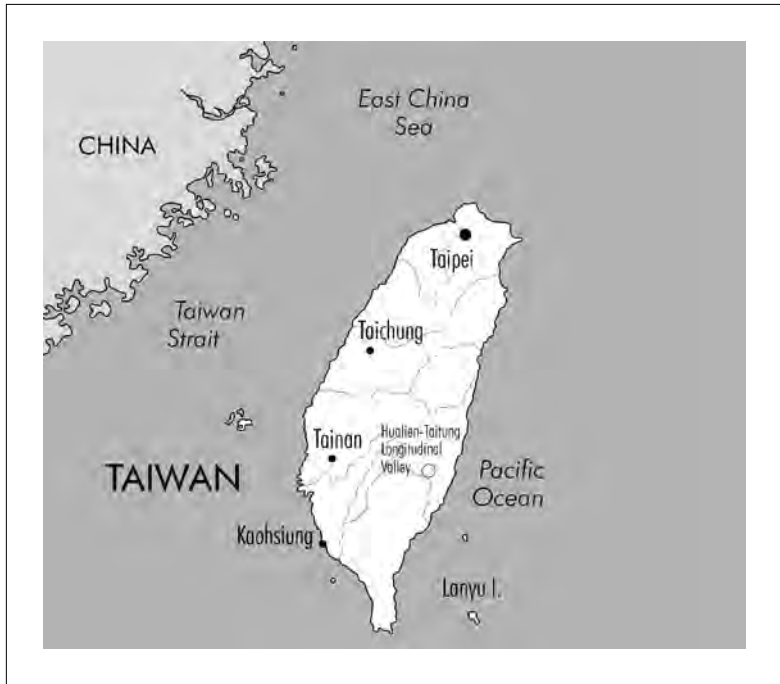 East China
Sea
CHINA
Taipei
Taiwan
Strait
Taichung
Hualien-Taitung
Longitudinal
Valley
Tainan
TAIWAN
Pacific
Ocean
Kaohsiung
Lanyu I.